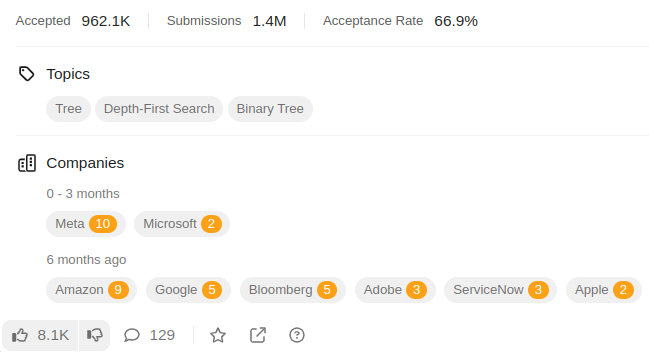 Accepted 962.1K Submissions 1.4M Acceptance Rate 66.9%
Topics
Tree Depth-First Search Binary Tree
Companies
0 - 3 months
Meta 10 Microsoft 2
6 months ago
Amazon 9 Google 5 Bloomberg 5 Adobe 3 ServiceNow 3 Apple 2
8.1K 129